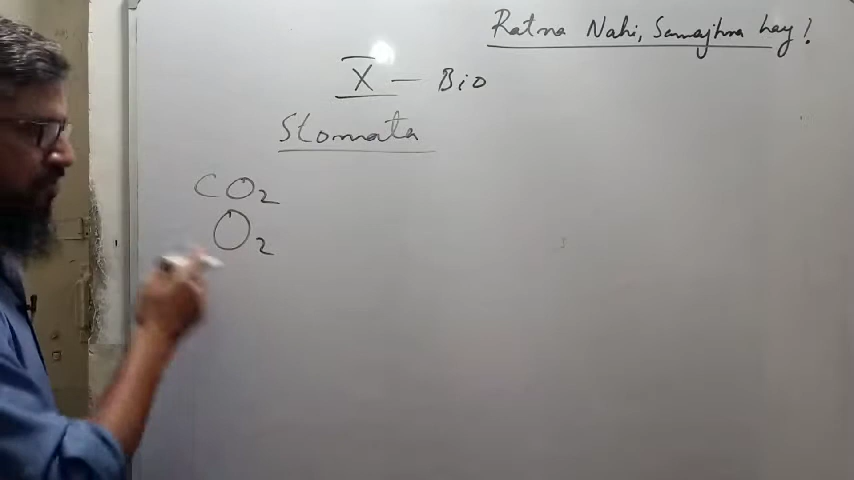 Ratna Nahi, Samajhna hay!
X - Bio
Stomata
CO2
O2